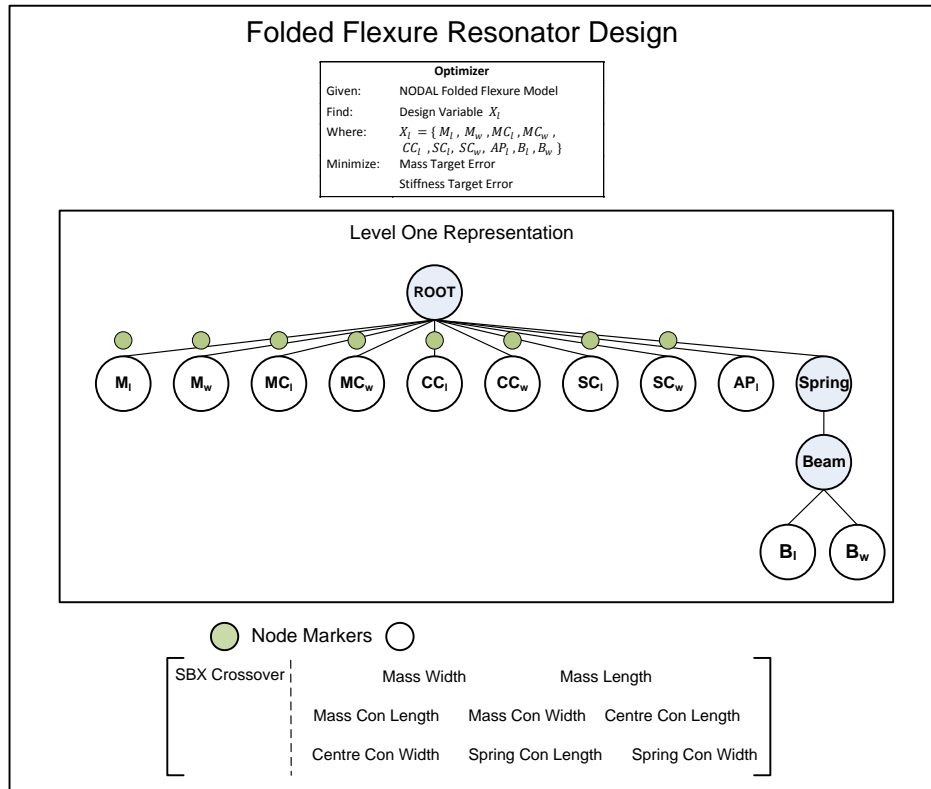 Folded Flexure Resonator Design
Optimizer
Given: NODAL Folded Flexure Model
Find: Design Variable X_l
Where: X_l = { M_l , M_w , MC_l , MC_w ,
CC_l , SC_l, SC_w, AP_l , B_l , B_w }
Minimize: Mass Target Error
Stiffness Target Error
Level One Representation
ROOT
M_l M_w MC_l MC_w CC_l CC_w SC_l SC_w AP_l Spring
Beam
B_l B_w
Node Markers
SBX Crossover Mass Width Mass Length
Mass Con Length Mass Con Width Centre Con Length
Centre Con Width Spring Con Length Spring Con Width